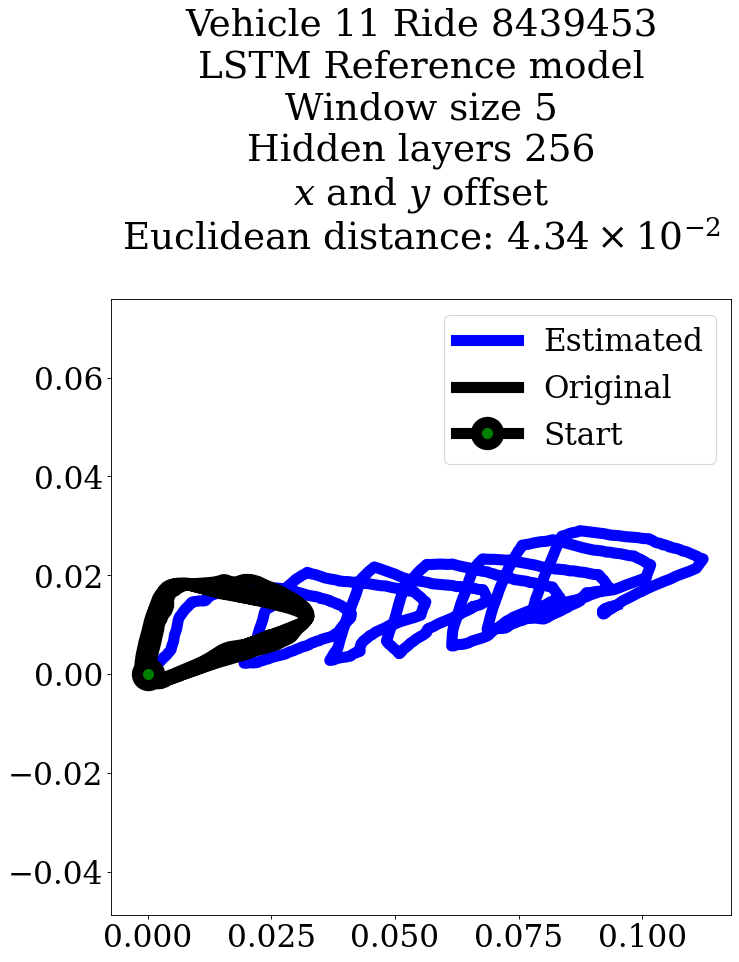 Vehicle 11 Ride 8439453
LSTM Reference model
Window size 5
Hidden layers 256
x and y offset
Euclidean distance: 4.34 × 10⁻²
Estimated
Original
Start
0.06
0.04
0.02
0.00
−0.02
−0.04
0.000 0.025 0.050 0.075 0.100